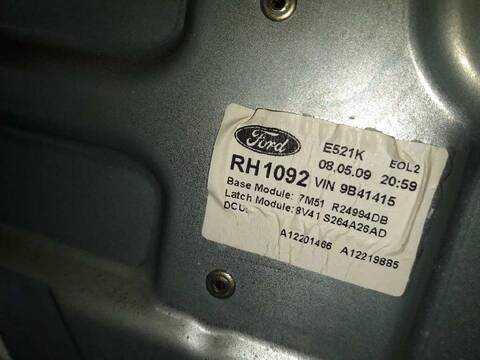 Ford
E521K EOL2
08.05.09 20:59
RH1092 VIN 9B41415
Base Module: 7M51 R24994DB
Latch Module: 8V41 S264A26AD
DCU:
A12201466 A12219885